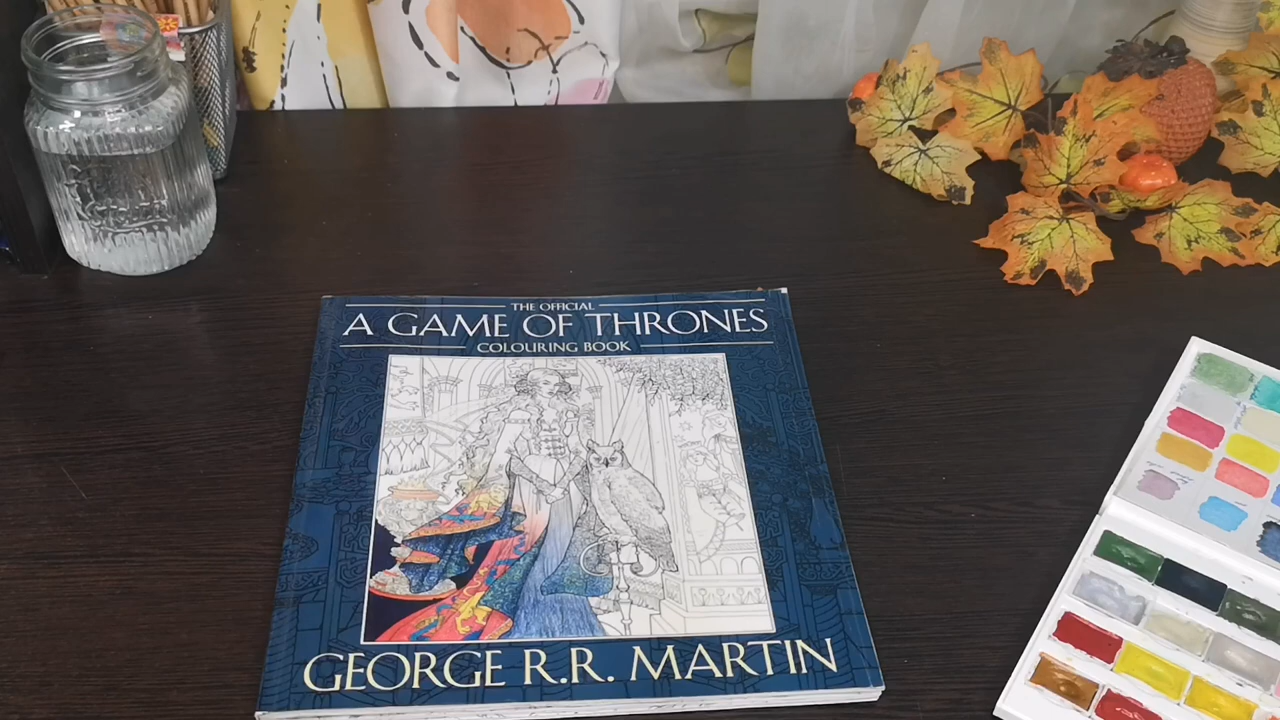 THE OFFICIAL
A GAME OF THRONES
COLOURING BOOK
GEORGE R.R. MARTIN